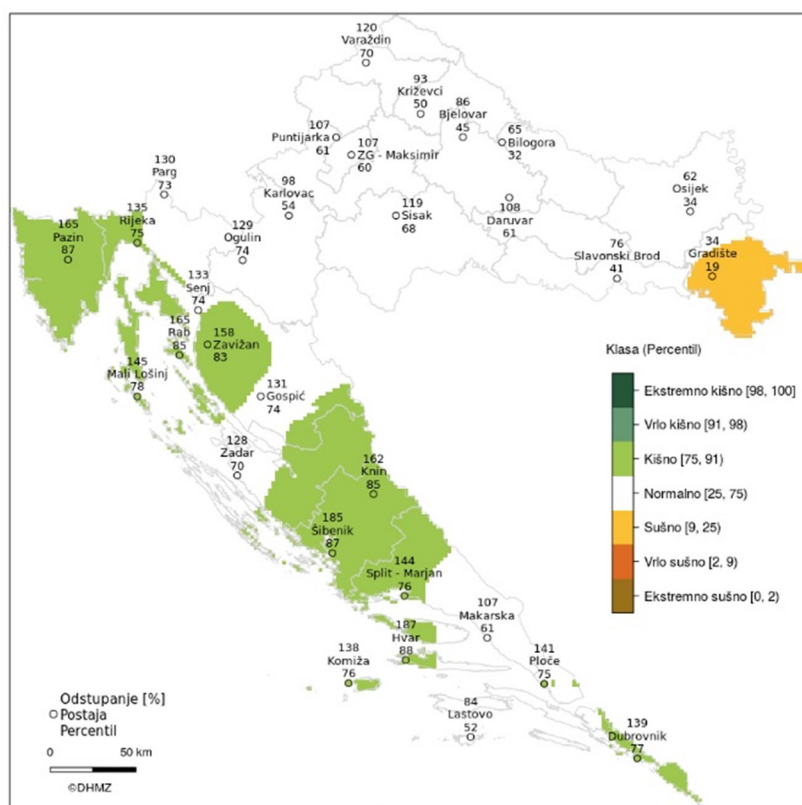 120
Varaždin
70
93
Križevci
50
86
Bjelovar
45
107
Puntijarka
61
107
ZG - Maksimir
60
65
Bilogora
32
130
Parg
73
98
Karlovac
54
119
Sisak
68
108
Daruvar
61
62
Osijek
34
135
Rijeka
75
165
Pazin
87
129
Ogulin
74
76
Slavonski Brod
41
34
Gradište
19
133
Senj
74
165
Rab
85
158
Zavižan
83
145
Mali Lošinj
78
131
Gospić
74
128
Zadar
70
162
Knin
85
185
Šibenik
87
144
Split - Marjan
76
107
Makarska
61
187
Hvar
88
138
Komiža
76
141
Ploče
75
84
Lastovo
52
139
Dubrovnik
77
Klasa (Percentil)
Ekstremno kišno [98, 100]
Vrlo kišno [91, 98)
Kišno [75, 91)
Normalno [25, 75)
Sušno [9, 25)
Vrlo sušno [2, 9)
Ekstremno sušno [0, 2)
Odstupanje [%]
Postaja
Percentil
0 50 km
©DHMZ